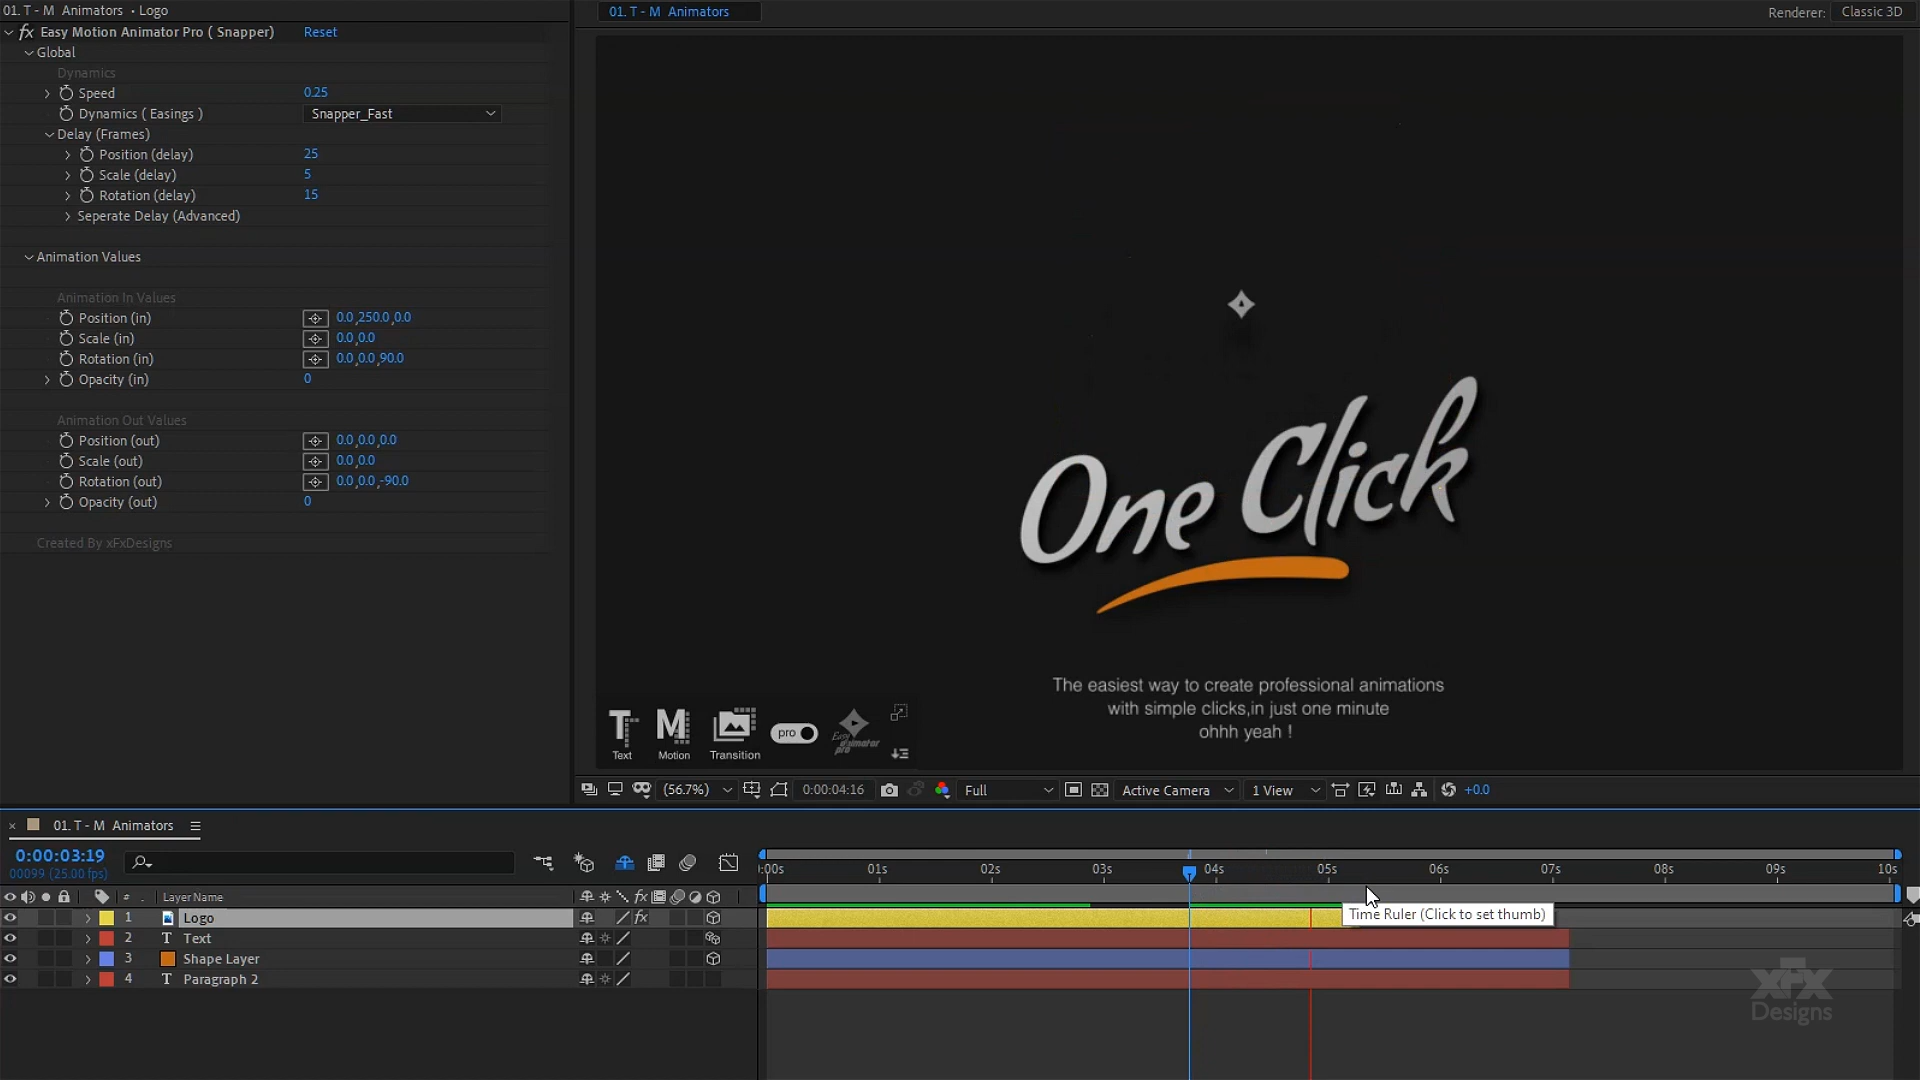 01. T - M Animators • Logo
fx Easy Motion Animator Pro ( Snapper) Reset
Global
Dynamics
Speed 0.25
Dynamics ( Easings ) Snapper_Fast
Delay (Frames)
Position (delay) 25
Scale (delay) 5
Rotation (delay) 15
Seperate Delay (Advanced)
Animation Values
Animation In Values
Position (in) 0.0,250.0,0.0
Scale (in) 0.0,0.0
Rotation (in) 0.0,0.0,90.0
Opacity (in) 0
Animation Out Values
Position (out) 0.0,0.0,0.0
Scale (out) 0.0,0.0
Rotation (out) 0.0,0.0,-90.0
Opacity (out) 0
Created By xFxDesigns
01. T - M Animators
Renderer: Classic 3D
One Click
The easiest way to create professional animations
with simple clicks,in just one minute
ohhh yeah !
T M pro Easy Animator pro
Text Motion Transition
(56.7%) 0:00:04:16 Full Active Camera 1 View +0.0
01. T - M Animators
0:00:03:19
00099 (25.00 fps)
:00s 01s 02s 03s 04s 05s 06s 07s 08s 09s 10s
# Layer Name fx
1 Logo fx
Time Ruler (Click to set thumb)
2 T Text
3 Shape Layer
4 T Paragraph 2
xFx
Designs